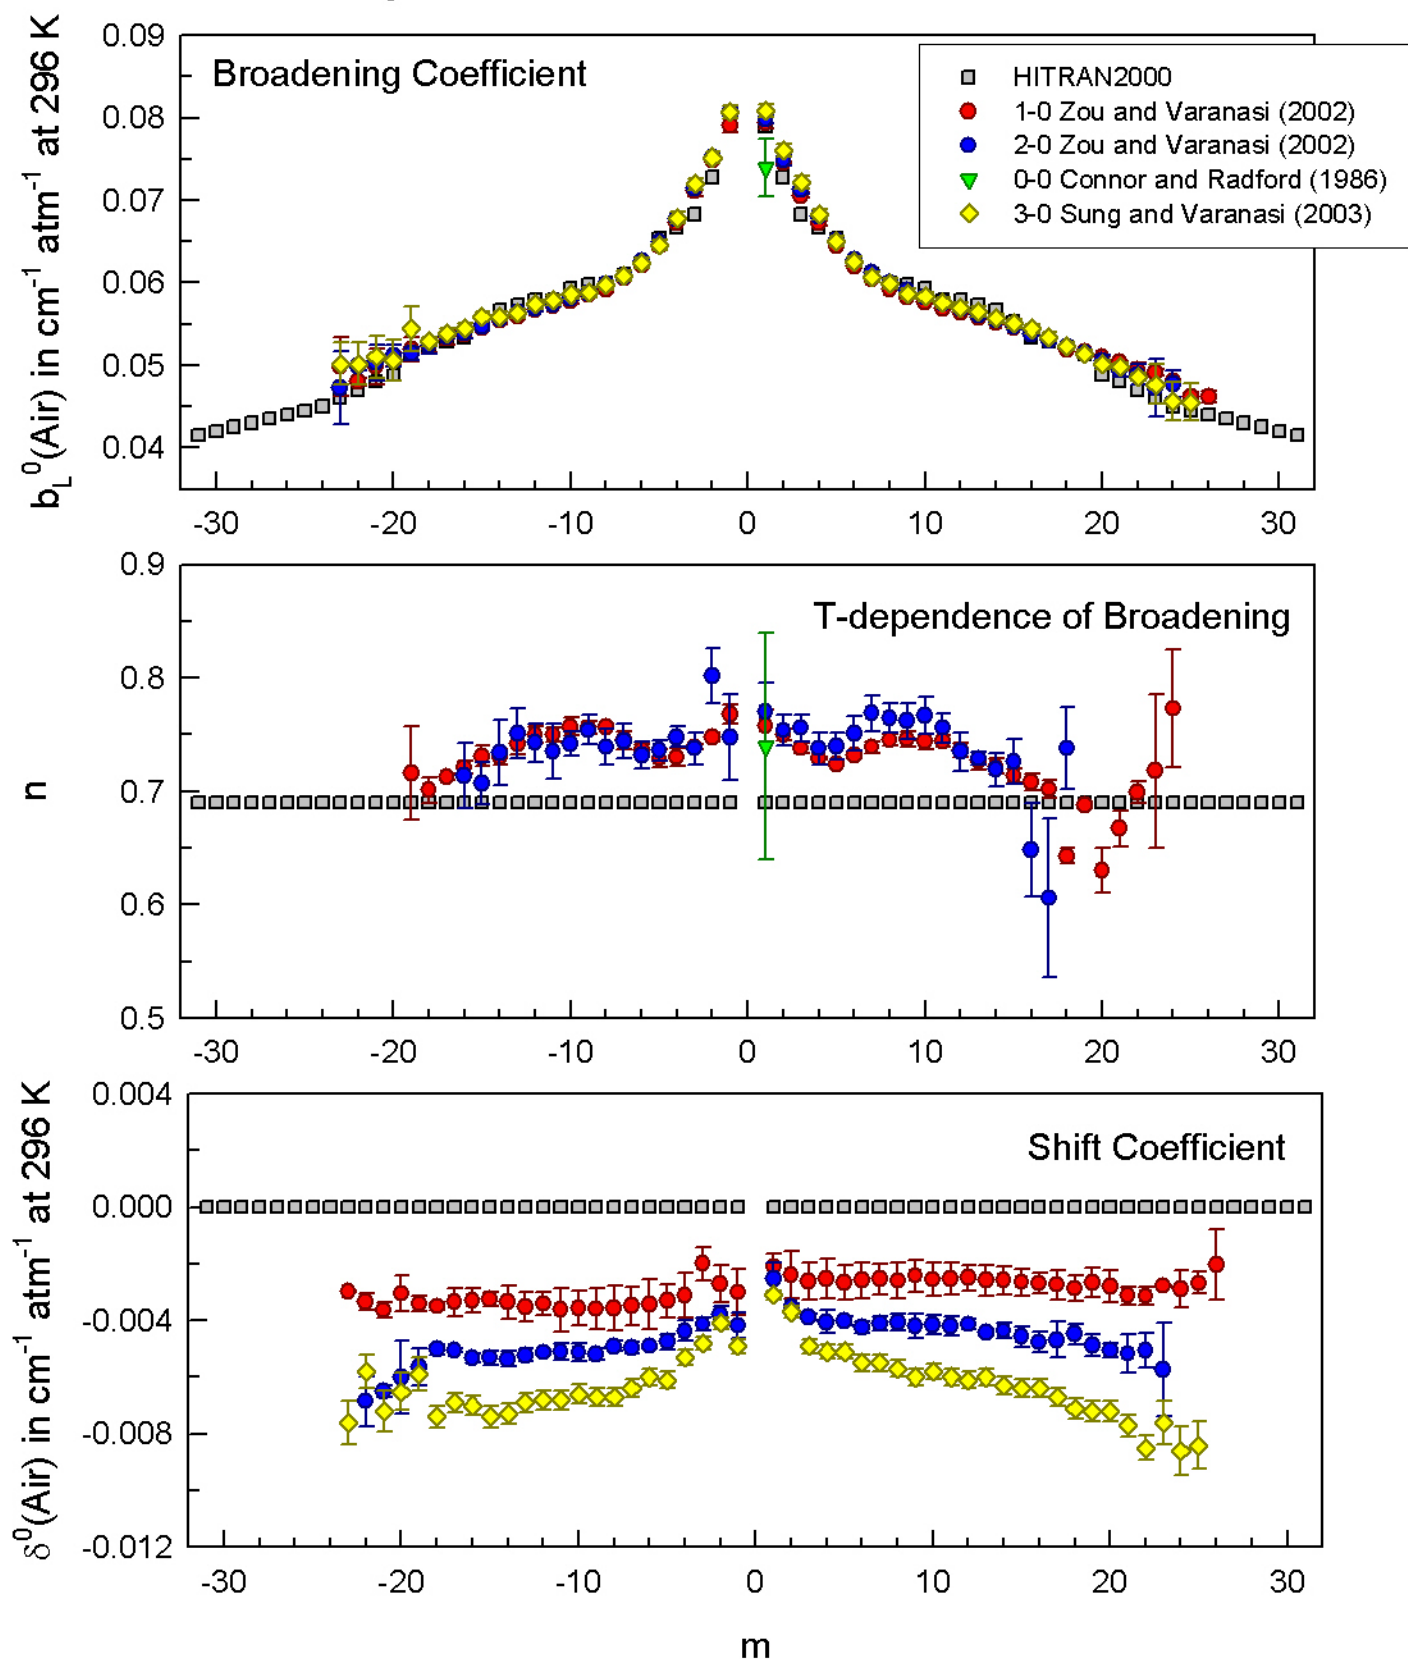 0.09
0.08
0.07
0.06
0.05
0.04
b_L^0(Air) in cm^-1 atm^-1 at 296 K
Broadening Coefficient
HITRAN2000
1-0 Zou and Varanasi (2002)
2-0 Zou and Varanasi (2002)
0-0 Connor and Radford (1986)
3-0 Sung and Varanasi (2003)
-30 -20 -10 0 10 20 30
0.9
0.8
0.7
0.6
0.5
n
T-dependence of Broadening
-30 -20 -10 0 10 20 30
0.004
0.000
-0.004
-0.008
-0.012
δ^0(Air) in cm^-1 atm^-1 at 296 K
Shift Coefficient
-30 -20 -10 0 10 20 30
m